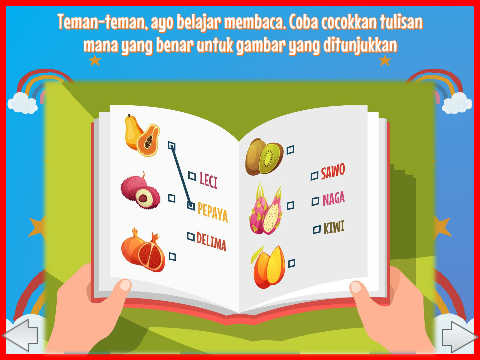 Teman-teman, ayo belajar membaca. Coba cocokkan tulisan
mana yang benar untuk gambar yang ditunjukkan
LECI
PEPAYA
DELIMA
SAWO
NAGA
KIWI